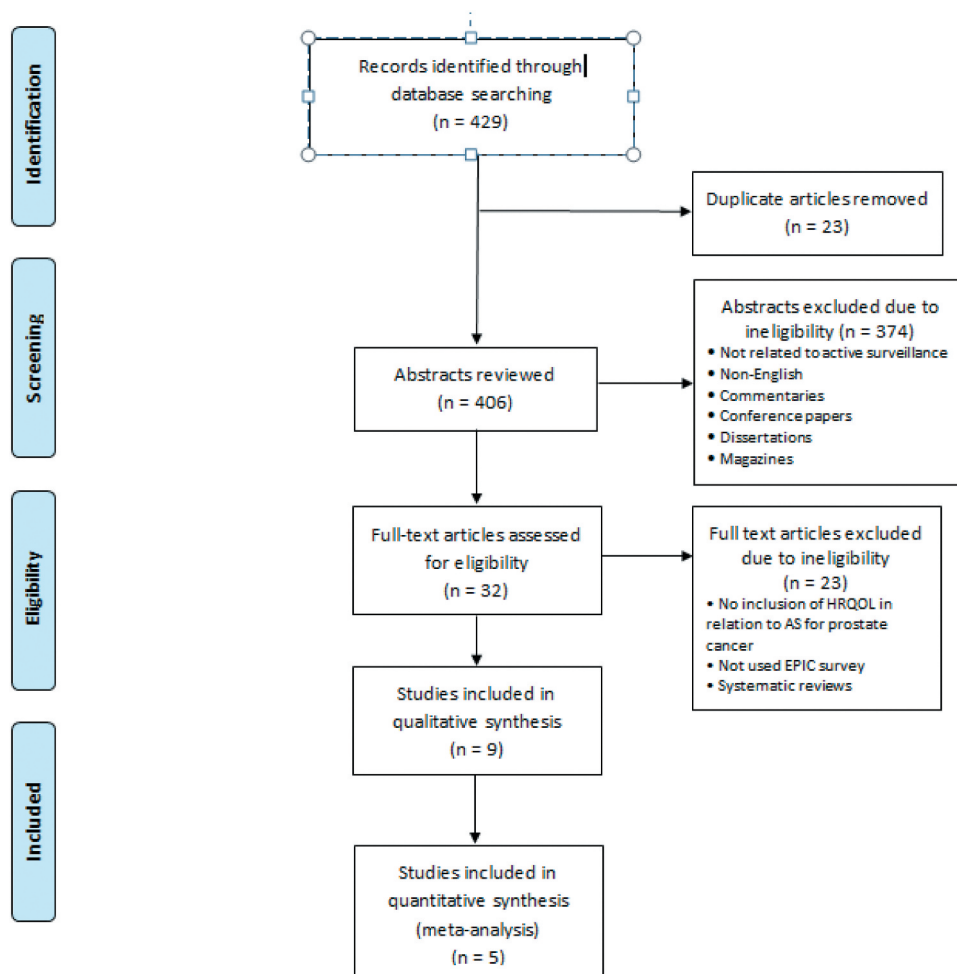 Identification
Records identified through
database searching
(n = 429)
Duplicate articles removed
(n = 23)
Screening
Abstracts reviewed
(n = 406)
Abstracts excluded due to
ineligibility (n = 374)
• Not related to active surveillance
• Non-English
• Commentaries
• Conference papers
• Dissertations
• Magazines
Eligibility
Full-text articles assessed
for eligibility
(n = 32)
Full text articles excluded
due to ineligibility
(n = 23)
• No inclusion of HRQOL in
relation to AS for prostate
cancer
• Not used EPIC survey
• Systematic reviews
Studies included in
qualitative synthesis
(n = 9)
Included
Studies included in
quantitative synthesis
(meta-analysis)
(n = 5)